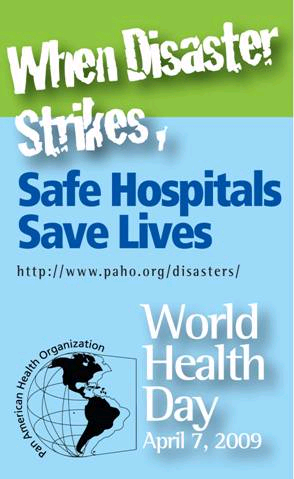 When Disaster
Strikes,
Safe Hospitals
Save Lives
http://www.paho.org/disasters/
World
Health
Day
April 7, 2009
Pan American Health Organization